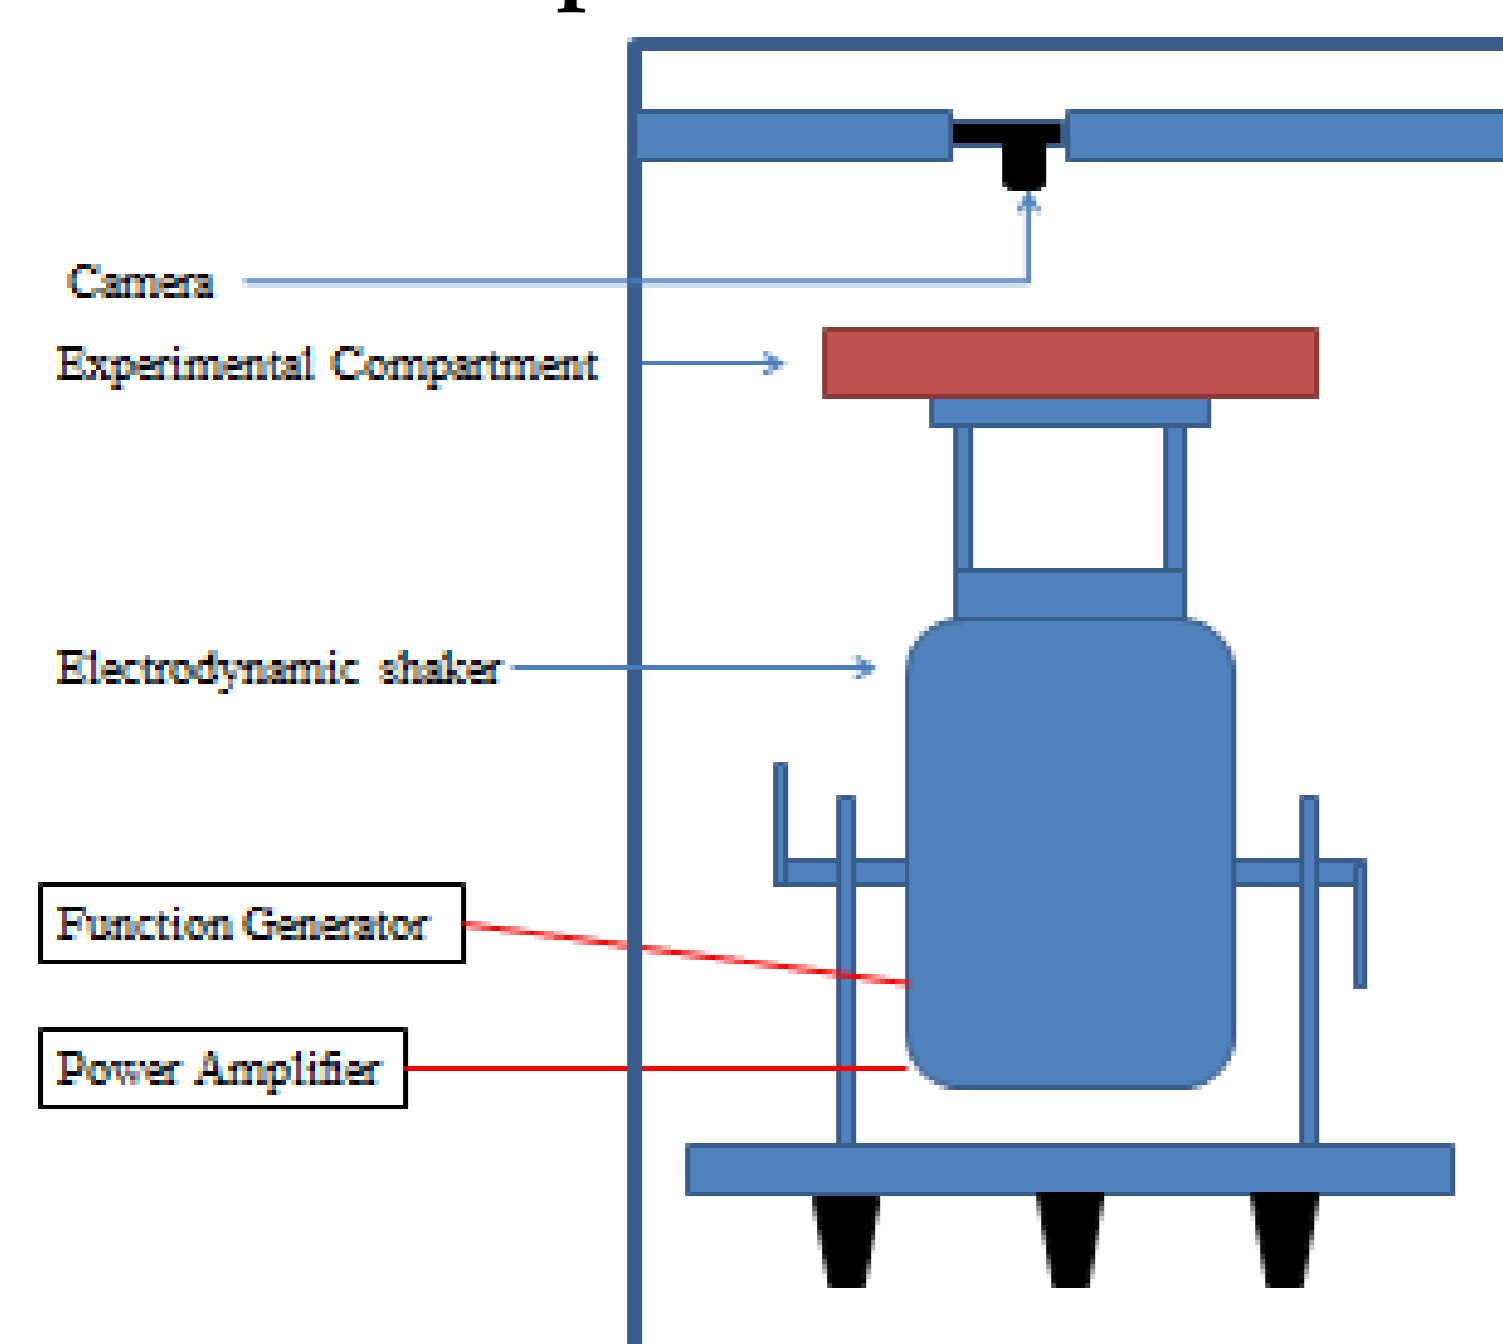 Camera
Experimental Compartment
Electrodynamic shaker
Function Generator
Power Amplifier